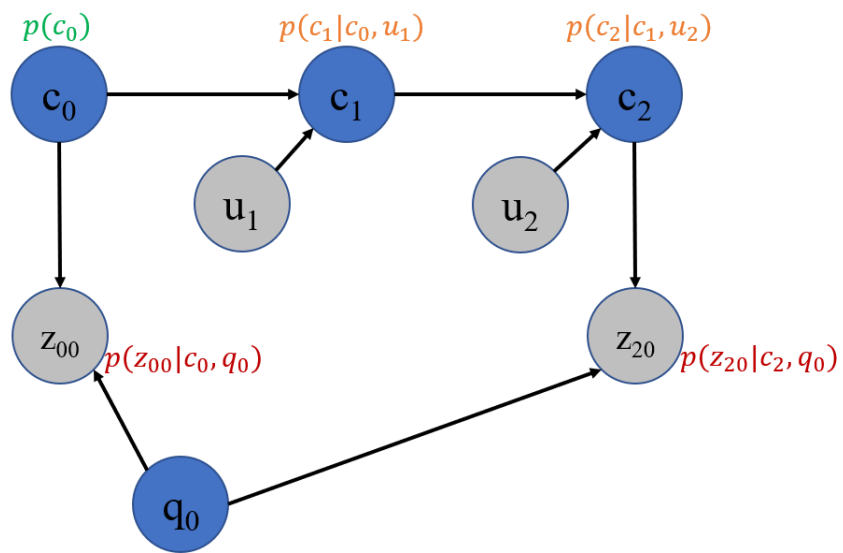 p(c₀) p(c₁|c₀, u₁) p(c₂|c₁, u₂)
c₀ c₁ c₂
u₁ u₂
z₀₀ z₂₀
p(z₀₀|c₀, q₀) p(z₂₀|c₂, q₀)
q₀